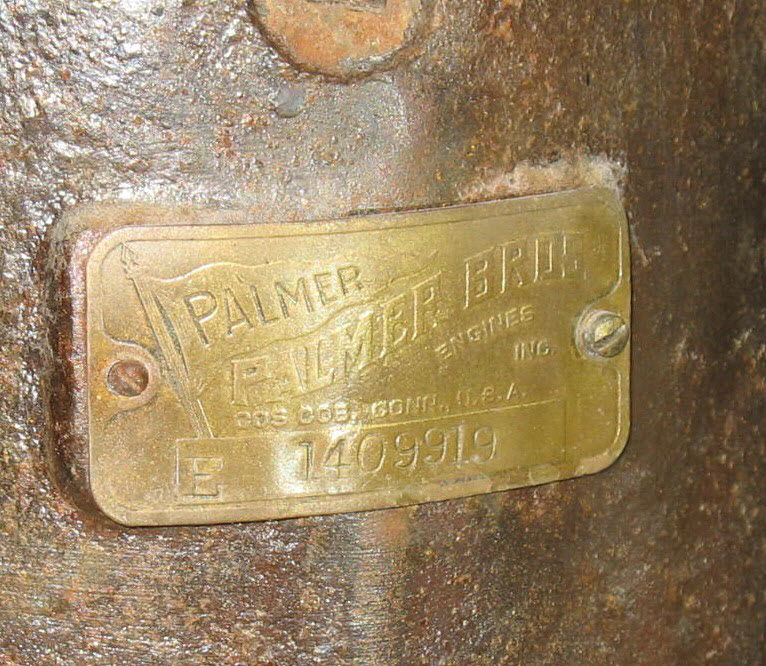 PALMER
PALMER BROS
ENGINES
INC.
COS COB, CONN., U.S.A.
E 1409919